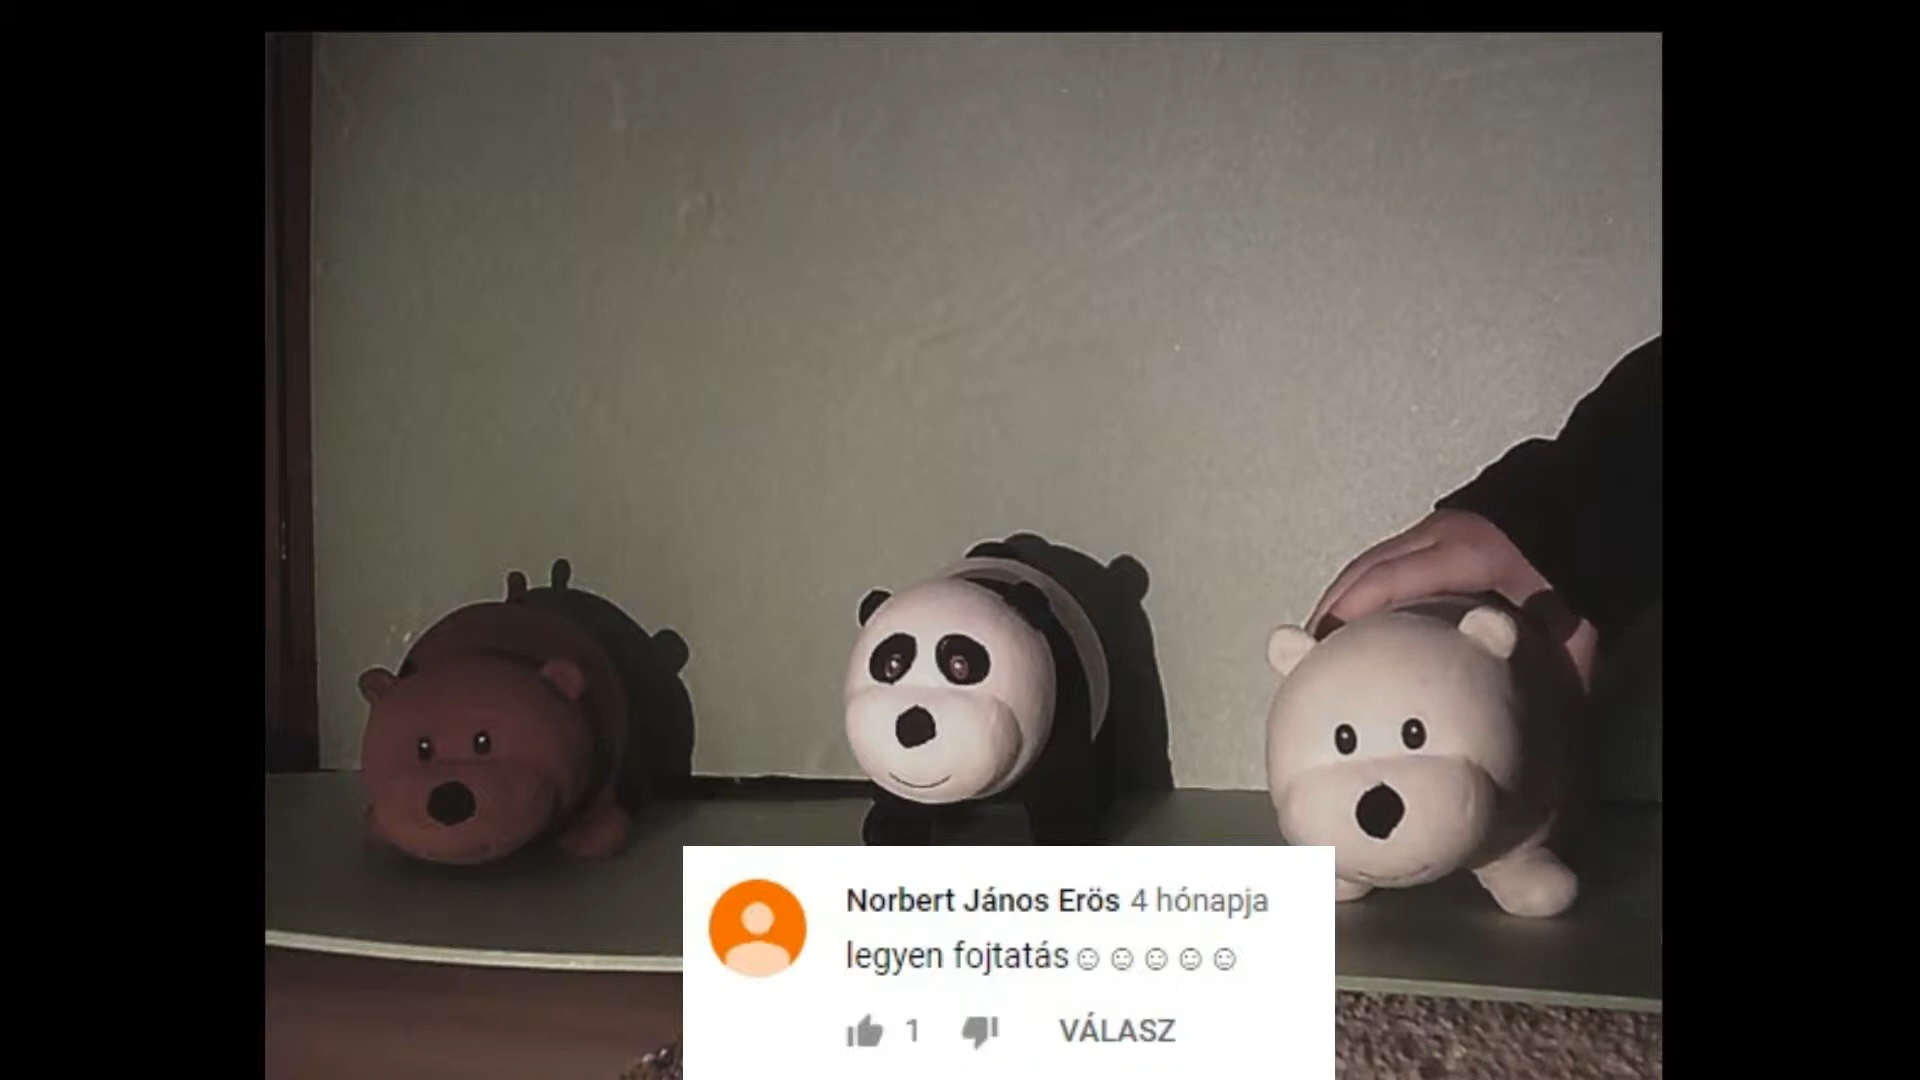 Norbert János Erös 4 hónapja
legyen fojtatás☺☺☺☺☺
1
VÁLASZ